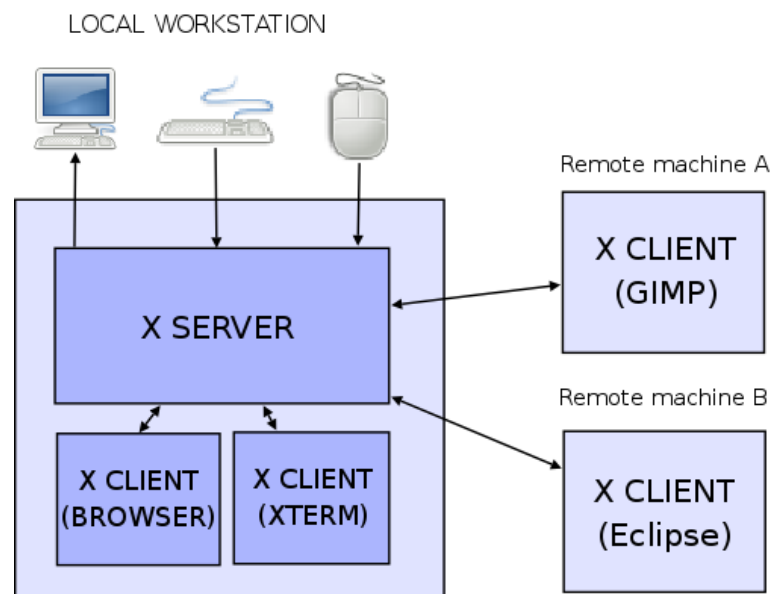 LOCAL WORKSTATION
Remote machine A
X CLIENT
(GIMP)
X SERVER
Remote machine B
X CLIENT
(BROWSER)
X CLIENT
(XTERM)
X CLIENT
(Eclipse)